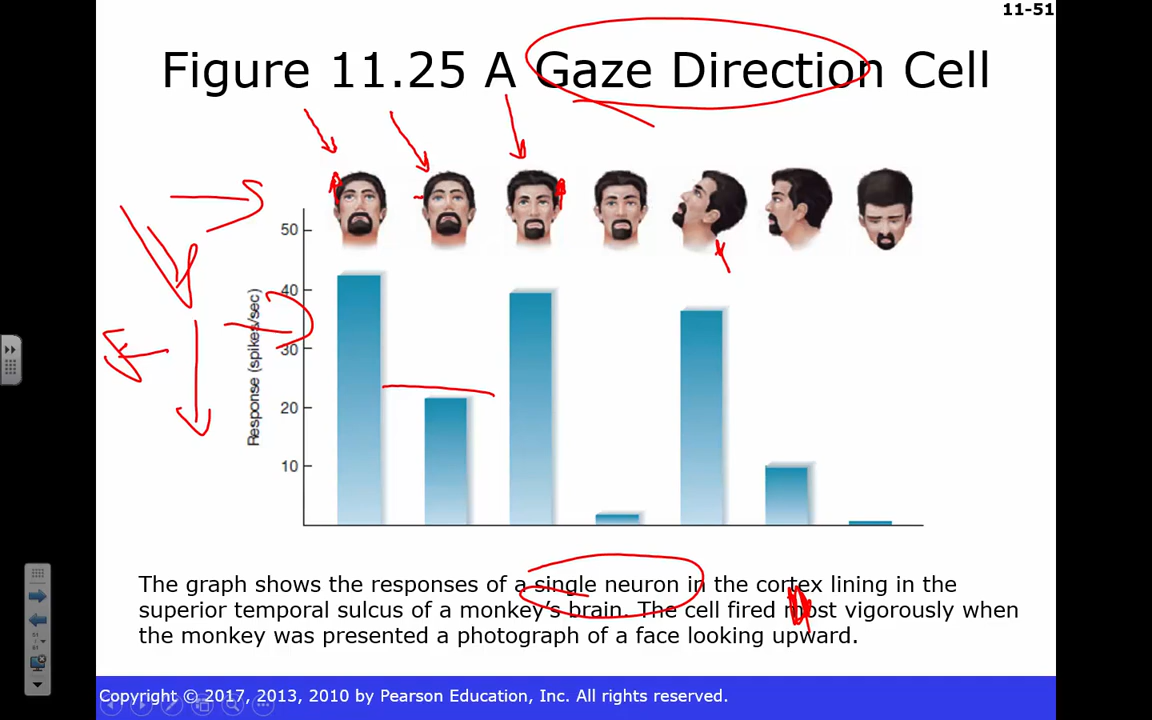 11-51
Figure 11.25 A Gaze Direction Cell
50
40
30
20
10
Response (spikes/sec)
The graph shows the responses of a single neuron in the cortex lining in the
superior temporal sulcus of a monkey's brain. The cell fired most vigorously when
the monkey was presented a photograph of a face looking upward.
Copyright © 2017, 2013, 2010 by Pearson Education, Inc. All rights reserved.